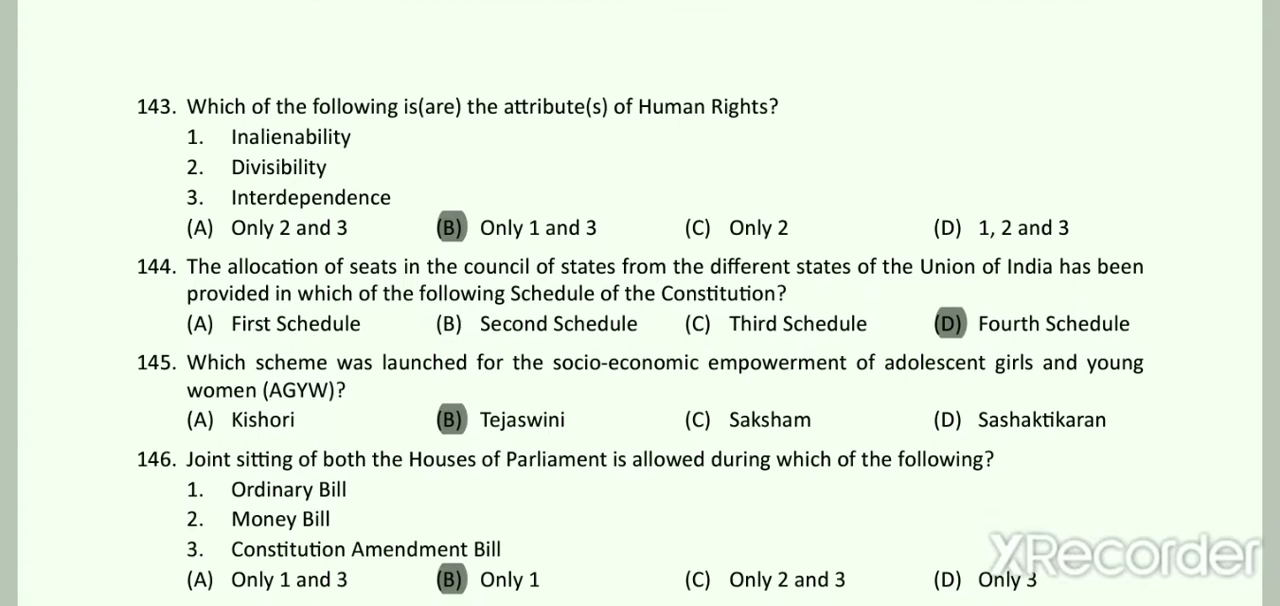 143. Which of the following is(are) the attribute(s) of Human Rights?
1. Inalienability
2. Divisibility
3. Interdependence
(A) Only 2 and 3 (B) Only 1 and 3 (C) Only 2 (D) 1, 2 and 3
144. The allocation of seats in the council of states from the different states of the Union of India has been
provided in which of the following Schedule of the Constitution?
(A) First Schedule (B) Second Schedule (C) Third Schedule (D) Fourth Schedule
145. Which scheme was launched for the socio-economic empowerment of adolescent girls and young
women (AGYW)?
(A) Kishori (B) Tejaswini (C) Saksham (D) Sashaktikaran
146. Joint sitting of both the Houses of Parliament is allowed during which of the following?
1. Ordinary Bill
2. Money Bill
3. Constitution Amendment Bill
(A) Only 1 and 3 (B) Only 1 (C) Only 2 and 3 (D) Only 3
XRecorder